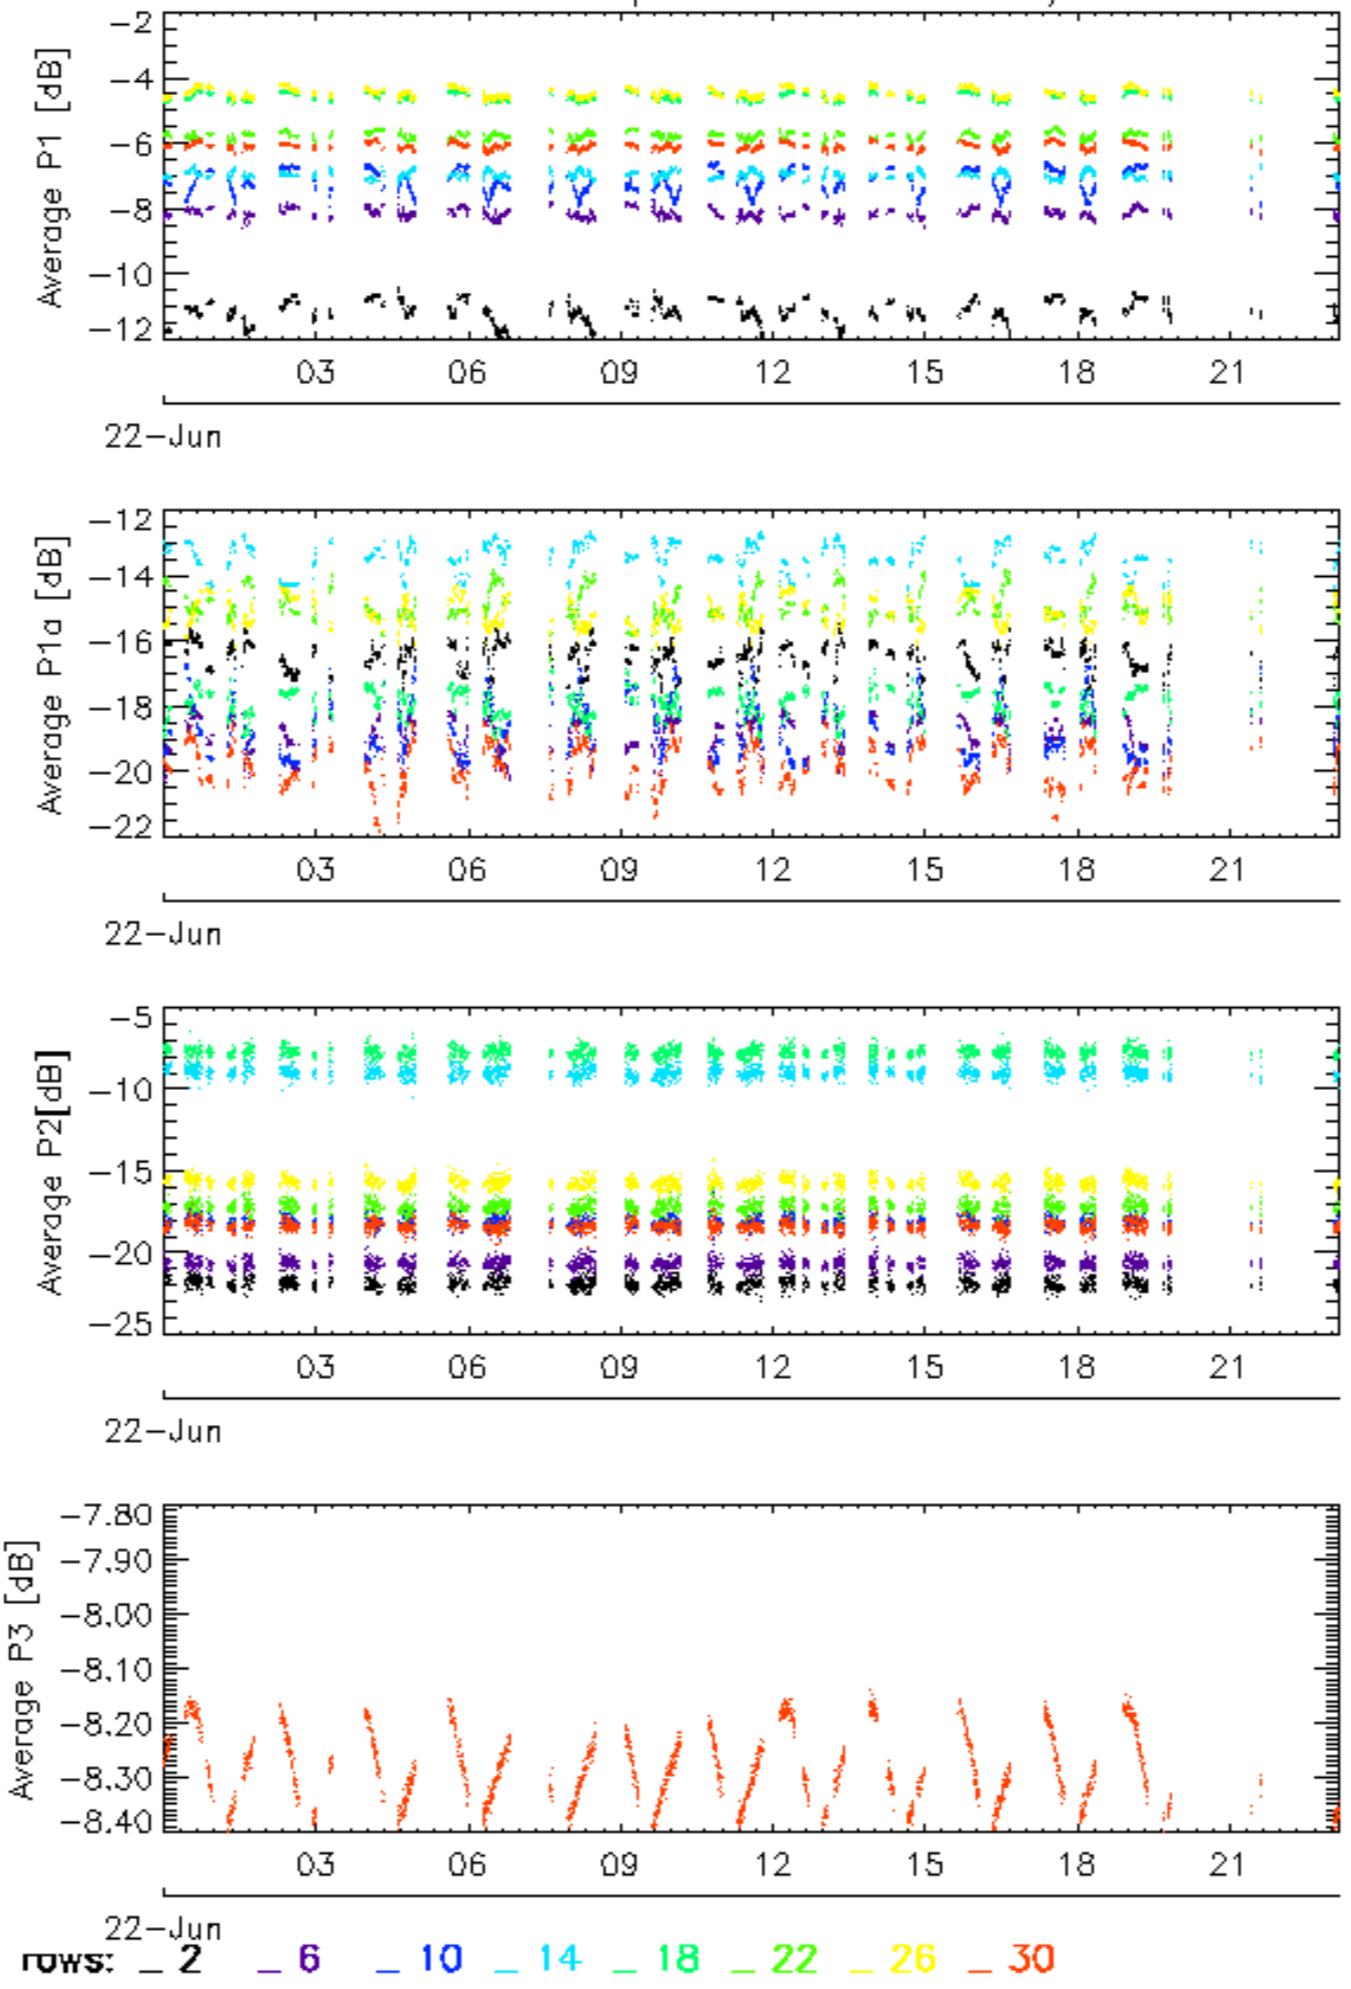 Average P1 [dB]
-2
-4
-6
-8
-10
-12
03 06 09 12 15 18 21
22-Jun
Average P1a [dB]
-12
-14
-16
-18
-20
-22
03 06 09 12 15 18 21
22-Jun
Average P2[dB]
-5
-10
-15
-20
-25
03 06 09 12 15 18 21
22-Jun
Average P3 [dB]
-7.80
-7.90
-8.00
-8.10
-8.20
-8.30
-8.40
03 06 09 12 15 18 21
22-Jun
rows: _ 2 _ 6 _ 10 _ 14 _ 18 _ 22 _ 26 _ 30